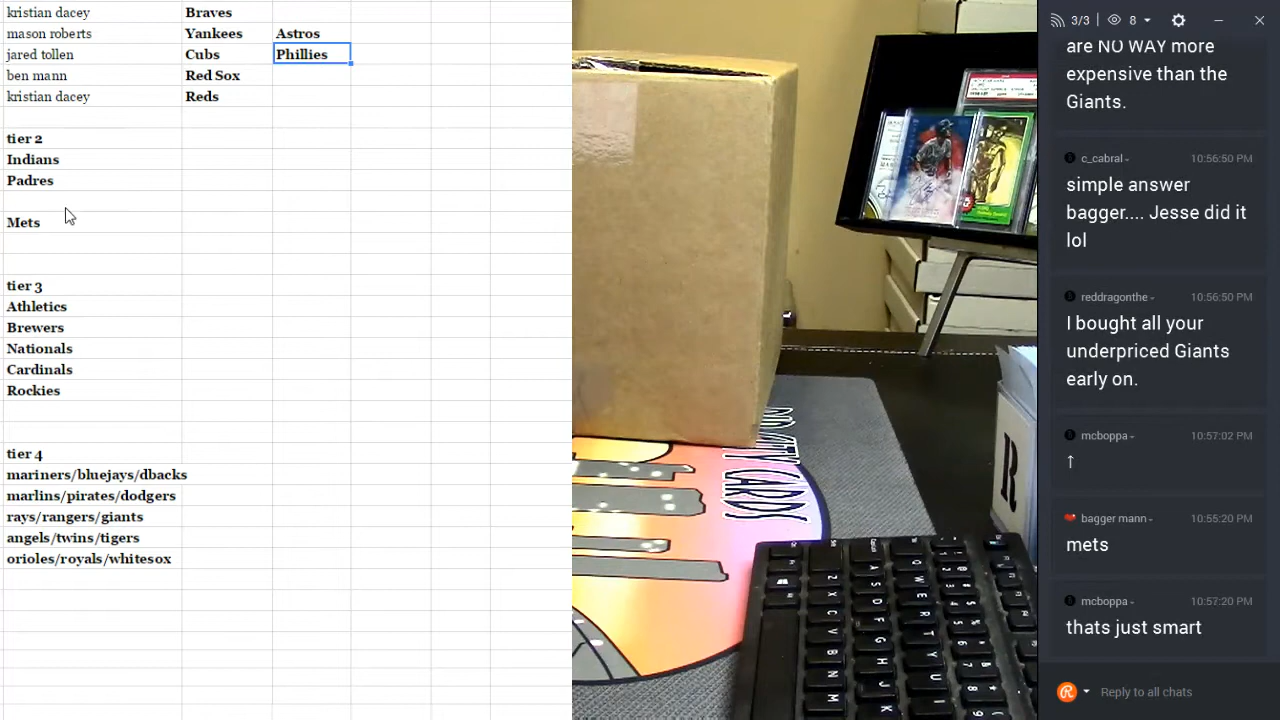 kristian dacey Braves
mason roberts Yankees Astros
jared tollen Cubs Phillies
ben mann Red Sox
kristian dacey Reds
tier 2
Indians
Padres
Mets
tier 3
Athletics
Brewers
Nationals
Cardinals
Rockies
tier 4
mariners/bluejays/dbacks
marlins/pirates/dodgers
rays/rangers/giants
angels/twins/tigers
orioles/royals/whitesox
CARDS
R
3/3 8
are NO WAY more
expensive than the
Giants.
c_cabral 10:56:50 PM
simple answer
bagger.... Jesse did it
lol
reddragonthe 10:56:50 PM
I bought all your
underpriced Giants
early on.
mcboppa 10:57:02 PM
↑
bagger mann 10:55:20 PM
mets
mcboppa 10:57:20 PM
thats just smart
Reply to all chats